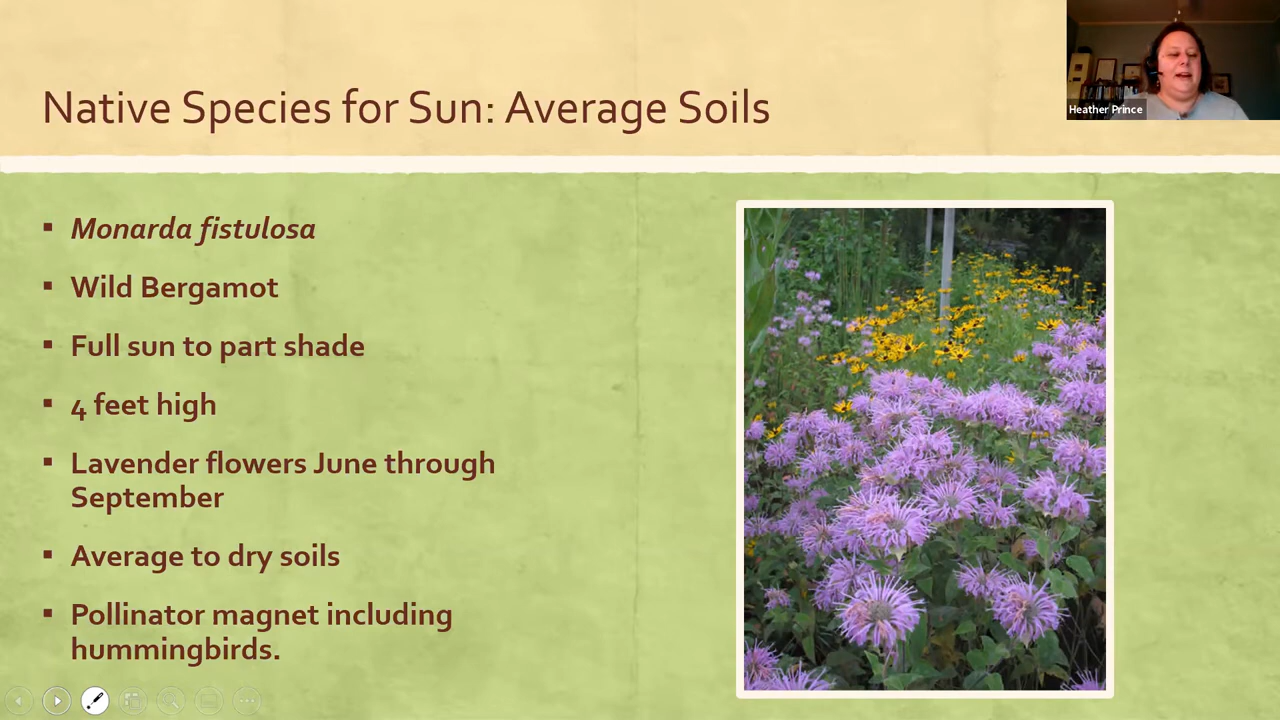 Native Species for Sun: Average Soils
Heather Prince
▪ Monarda fistulosa
▪ Wild Bergamot
▪ Full sun to part shade
▪ 4 feet high
▪ Lavender flowers June through
September
▪ Average to dry soils
▪ Pollinator magnet including
hummingbirds.